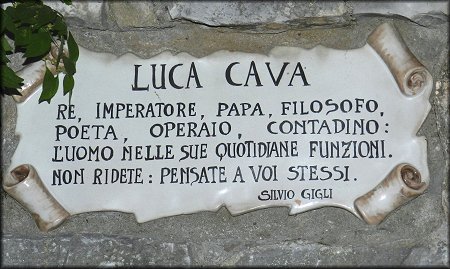 LUCA CAVA
RE, IMPERATORE, PAPA, FILOSOFO,
POETA, OPERAIO, CONTADINO:
L'UOMO NELLE SUE QUOTIDIANE FUNZIONI.
NON RIDETE: PENSATE A VOI STESSI.
SILVIO GIGLI